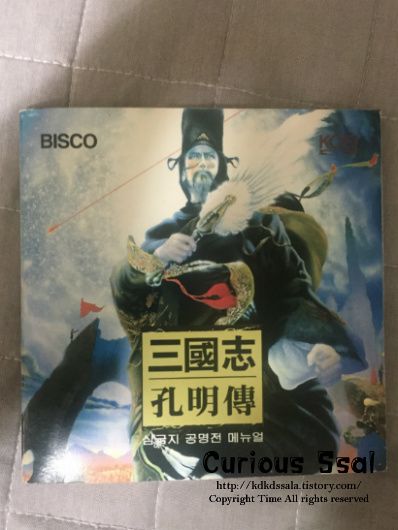 BISCO
KOEI
三國志
孔明傳
삼국지 공명전 메뉴얼
Curious Ssal
http://kdkdssala.tistory.com/
Copyright Time All rights reserved